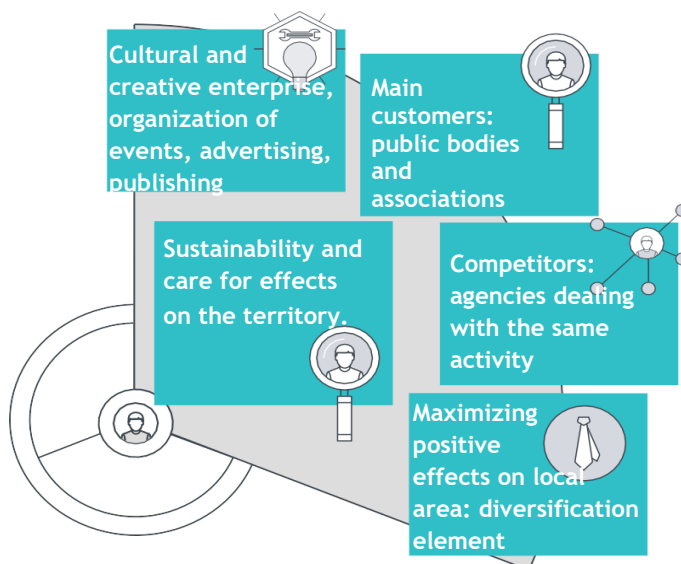 Cultural and
creative enterprise,
organization of
events, advertising,
publishing
Main
customers:
public bodies
and
associations
Sustainability and
care for effects
on the territory.
Competitors:
agencies dealing
with the same
activity
Maximizing
positive
effects on local
area: diversification
element